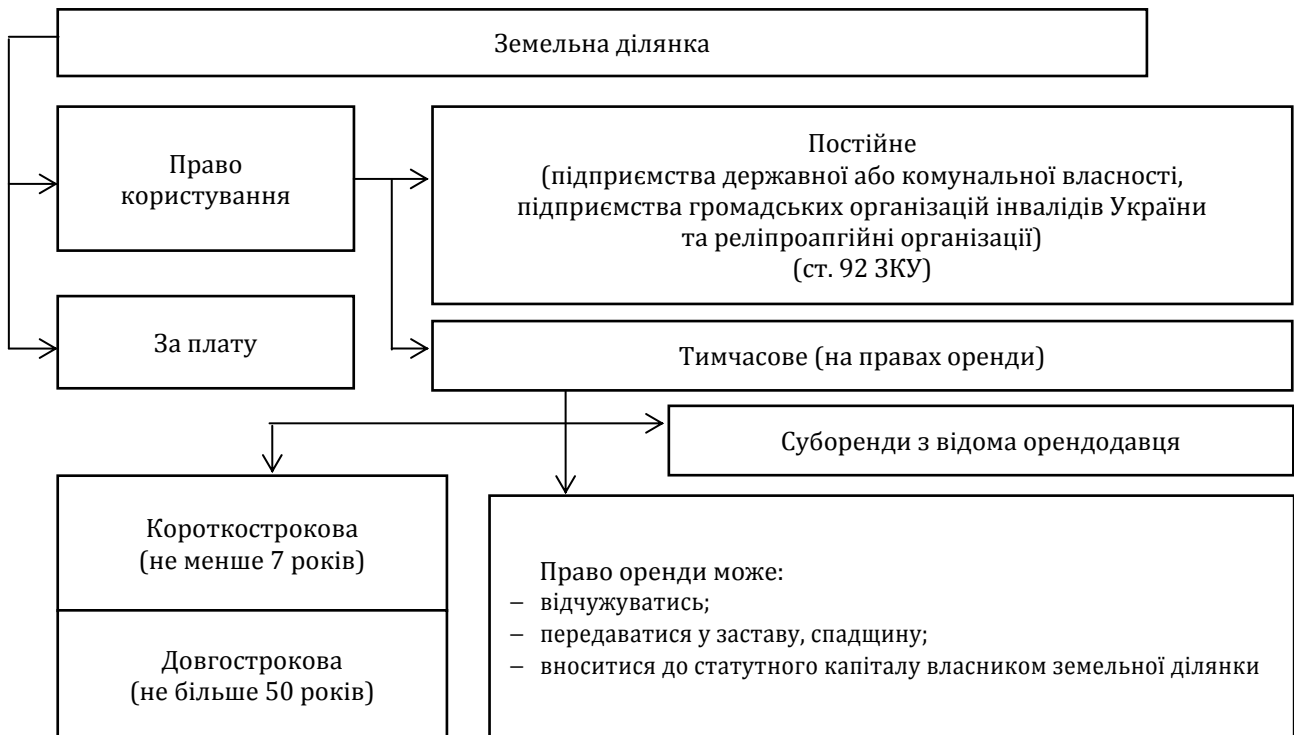 Земельна ділянка
Право
користування
Постійне
(підприємства державної або комунальної власності,
підприємства громадських організацій інвалідів України
та реліпроапгійні організації)
(ст. 92 ЗКУ)
За плату
Тимчасове (на правах оренди)
Суборенди з відома орендодавця
Короткострокова
(не менше 7 років)
Довгострокова
(не більше 50 років)
Право оренди може:
– відчужуватись;
– передаватися у заставу, спадщину;
– вноситися до статутного капіталу власником земельної ділянки